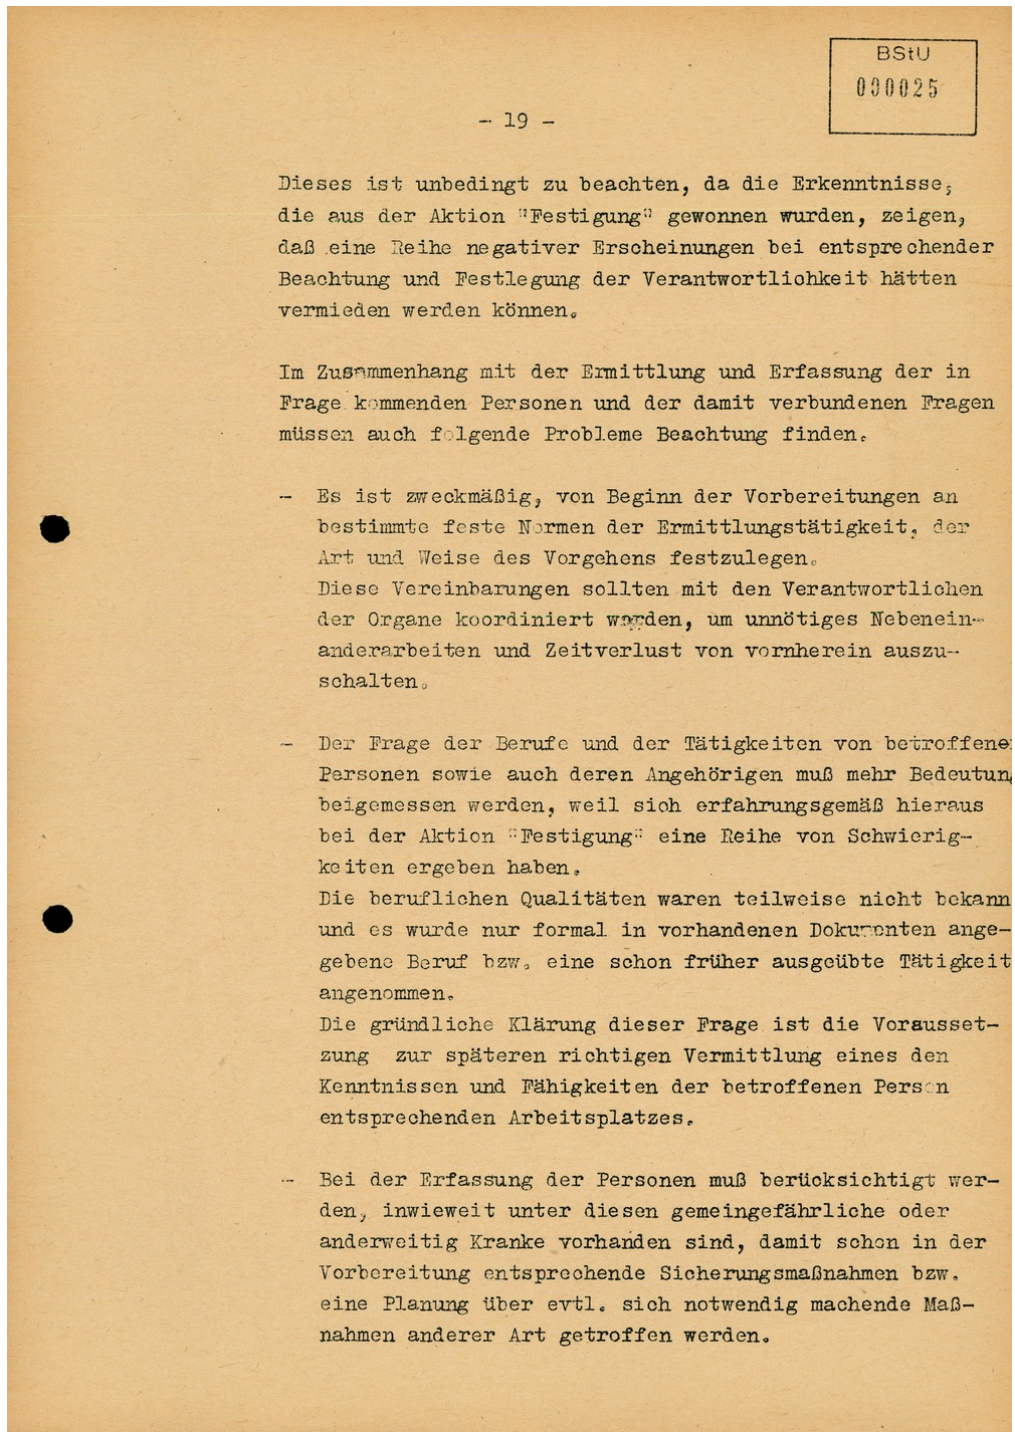 BStU
000025
- 19 -
Dieses ist unbedingt zu beachten, da die Erkenntnisse,
die aus der Aktion "Festigung" gewonnen wurden, zeigen,
daß eine Reihe negativer Erscheinungen bei entsprechender
Beachtung und Festlegung der Verantwortlichkeit hätten
vermieden werden können.
Im Zusammenhang mit der Ermittlung und Erfassung der in
Frage kommenden Personen und der damit verbundenen Fragen
müssen auch folgende Probleme Beachtung finden.
- Es ist zweckmäßig, von Beginn der Vorbereitungen an
bestimmte feste Normen der Ermittlungstätigkeit, der
Art und Weise des Vorgehens festzulegen.
Diese Vereinbarungen sollten mit den Verantwortlichen
der Organe koordiniert werden, um unnötiges Nebenein-
anderarbeiten und Zeitverlust von vornherein auszu-
schalten.
- Der Frage der Berufe und der Tätigkeiten von betroffene
Personen sowie auch deren Angehörigen muß mehr Bedeutun
beigemessen werden, weil sich erfahrungsgemäß hieraus
bei der Aktion "Festigung" eine Reihe von Schwierig-
keiten ergeben haben.
Die beruflichen Qualitäten waren teilweise nicht bekann
und es wurde nur formal in vorhandenen Dokumenten ange-
gebene Beruf bzw. eine schon früher ausgeübte Tätigkeit
angenommen.
Die gründliche Klärung dieser Frage ist die Vorausset-
zung zur späteren richtigen Vermittlung eines den
Kenntnissen und Fähigkeiten der betroffenen Person
entsprechenden Arbeitsplatzes.
- Bei der Erfassung der Personen muß berücksichtigt wer-
den, inwieweit unter diesen gemeingefährliche oder
anderweitig Kranke vorhanden sind, damit schon in der
Vorbereitung entsprechende Sicherungsmaßnahmen bzw.
eine Planung über evtl. sich notwendig machende Maß-
nahmen anderer Art getroffen werden.